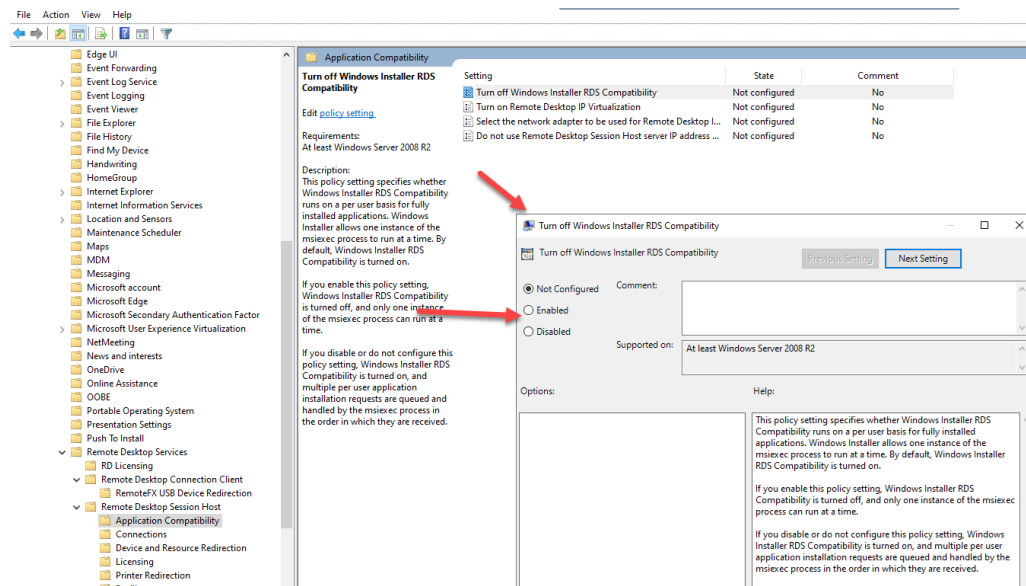 File Action View Help
Edge UI
Event Forwarding
Event Log Service
Event Logging
Event Viewer
File Explorer
File History
Find My Device
Handwriting
HomeGroup
Internet Explorer
Internet Information Services
Location and Sensors
Maintenance Scheduler
Maps
MDM
Messaging
Microsoft account
Microsoft Edge
Microsoft Secondary Authentication Factor
Microsoft User Experience Virtualization
NetMeeting
News and interests
OneDrive
Online Assistance
OOBE
Portable Operating System
Presentation Settings
Push To Install
Remote Desktop Services
RD Licensing
Remote Desktop Connection Client
RemoteFX USB Device Redirection
Remote Desktop Session Host
Application Compatibility
Connections
Device and Resource Redirection
Licensing
Printer Redirection
Application Compatibility
Turn off Windows Installer RDS
Compatibility
Edit policy setting
Requirements:
At least Windows Server 2008 R2
Description:
This policy setting specifies whether
Windows Installer RDS Compatibility
runs on a per user basis for fully
installed applications. Windows
Installer allows one instance of the
msiexec process to run at a time. By
default, Windows Installer RDS
Compatibility is turned on.
If you enable this policy setting,
Windows Installer RDS Compatibility
is turned off, and only one instance
of the msiexec process can run at a
time.
If you disable or do not configure this
policy setting, Windows Installer RDS
Compatibility is turned on, and
multiple per user application
installation requests are queued and
handled by the msiexec process in
the order in which they are received.
Setting State Comment
Turn off Windows Installer RDS Compatibility Not configured No
Turn on Remote Desktop IP Virtualization Not configured No
Select the network adapter to be used for Remote Desktop I... Not configured No
Do not use Remote Desktop Session Host server IP address ... Not configured No
Turn off Windows Installer RDS Compatibility
Turn off Windows Installer RDS Compatibility
Previous Setting Next Setting
Not Configured Comment:
Enabled
Disabled
Supported on: At least Windows Server 2008 R2
Options: Help:
This policy setting specifies whether Windows Installer RDS
Compatibility runs on a per user basis for fully installed
applications. Windows Installer allows one instance of the
msiexec process to run at a time. By default, Windows Installer
RDS Compatibility is turned on.
If you enable this policy setting, Windows Installer RDS
Compatibility is turned off, and only one instance of the msiexec
process can run at a time.
If you disable or do not configure this policy setting, Windows
Installer RDS Compatibility is turned on, and multiple per user
application installation requests are queued and handled by the
msiexec process in the order in which they are received.